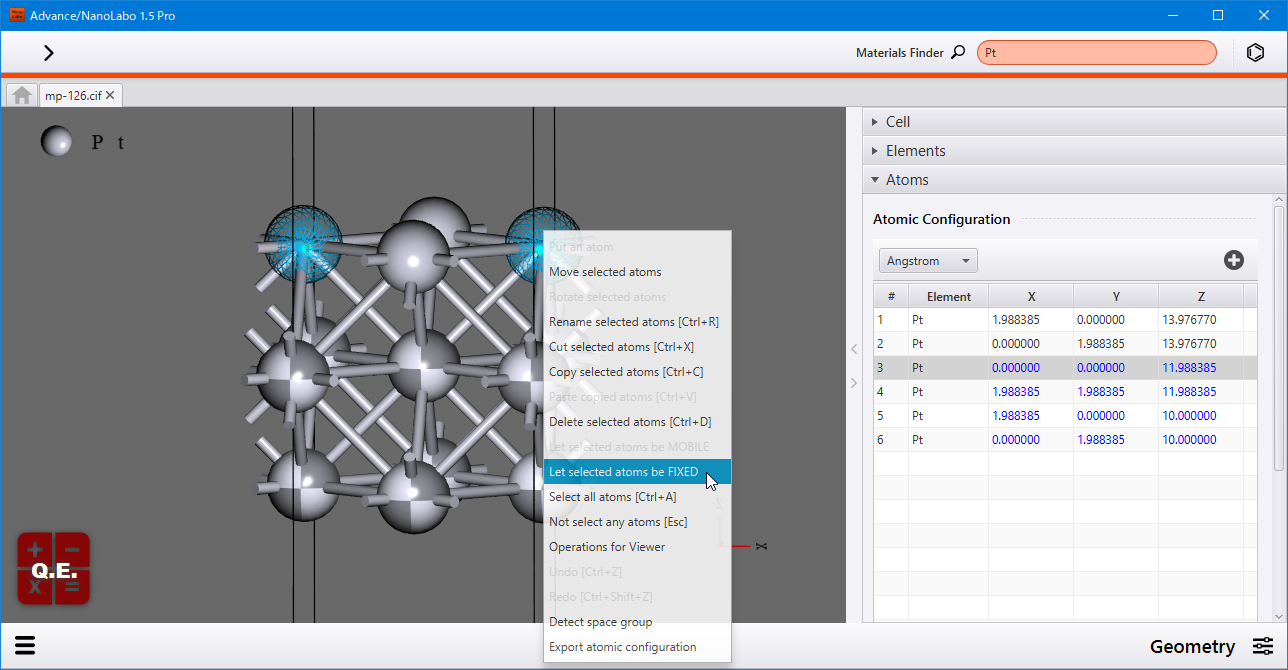 Advance/NanoLabo 1.5 Pro
Materials Finder
Pt
mp-126.cif
P t
Put an atom
Move selected atoms
Rotate selected atoms
Rename selected atoms [Ctrl+R]
Cut selected atoms [Ctrl+X]
Copy selected atoms [Ctrl+C]
Paste copied atoms [Ctrl+V]
Delete selected atoms [Ctrl+D]
Let selected atoms be MOBILE
Let selected atoms be FIXED
Select all atoms [Ctrl+A]
Not select any atoms [Esc]
Operations for Viewer
Undo [Ctrl+Z]
Redo [Ctrl+Shift+Z]
Detect space group
Export atomic configuration
+ −
Q.E.
x =
Cell
Elements
Atoms
Atomic Configuration
Angstrom
# Element X Y Z
1 Pt 1.988385 0.000000 13.976770
2 Pt 0.000000 1.988385 13.976770
3 Pt 0.000000 0.000000 11.988385
4 Pt 1.988385 1.988385 11.988385
5 Pt 1.988385 0.000000 10.000000
6 Pt 0.000000 1.988385 10.000000
Geometry